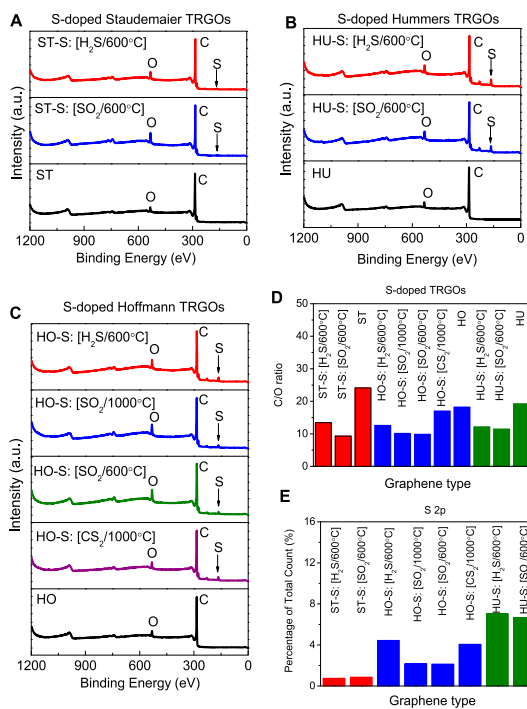 A
S-doped Staudemaier TRGOs
ST-S: [H2S/600°C]
C
S
O
ST-S: [SO2/600°C]
C
S
O
ST
C
O
Intensity (a.u.)
1200 900 600 300 0
Binding Energy (eV)
B
S-doped Hummers TRGOs
HU-S: [H2S/600°C]
C
S
O
HU-S: [SO2/600°C]
C
S
O
HU
C
O
Intensity (a.u.)
1200 900 600 300 0
Binding Energy (eV)
C
S-doped Hoffmann TRGOs
HO-S: [H2S/600°C]
C
S
O
HO-S: [SO2/1000°C]
C
S
O
HO-S: [SO2/600°C]
C
S
O
HO-S: [CS2/1000°C]
C
S
O
HO
C
O
Intensity (a.u.)
1200 900 600 300 0
Binding Energy (eV)
D
S-doped TRGOs
50
40
30
20
10
0
C/O ratio
ST-S: [H2S/600°C]
ST-S: [SO2/600°C]
ST
HO-S: [H2S/600°C]
HO-S: [SO2/1000°C]
HO-S: [SO2/600°C]
HO-S: [CS2/1000°C]
HO
HU-S: [H2S/600°C]
HU-S: [SO2/600°C]
HU
Graphene type
E
S 2p
16
12
8
4
0
Percentage of Total Count (%)
ST-S: [H2S/600°C]
ST-S: [SO2/600°C]
HO-S: [H2S/600°C]
HO-S: [SO2/1000°C]
HO-S: [SO2/600°C]
HO-S: [CS2/1000°C]
HU-S: [H2S/600°C]
HU-S: [SO2/600°C]
Graphene type